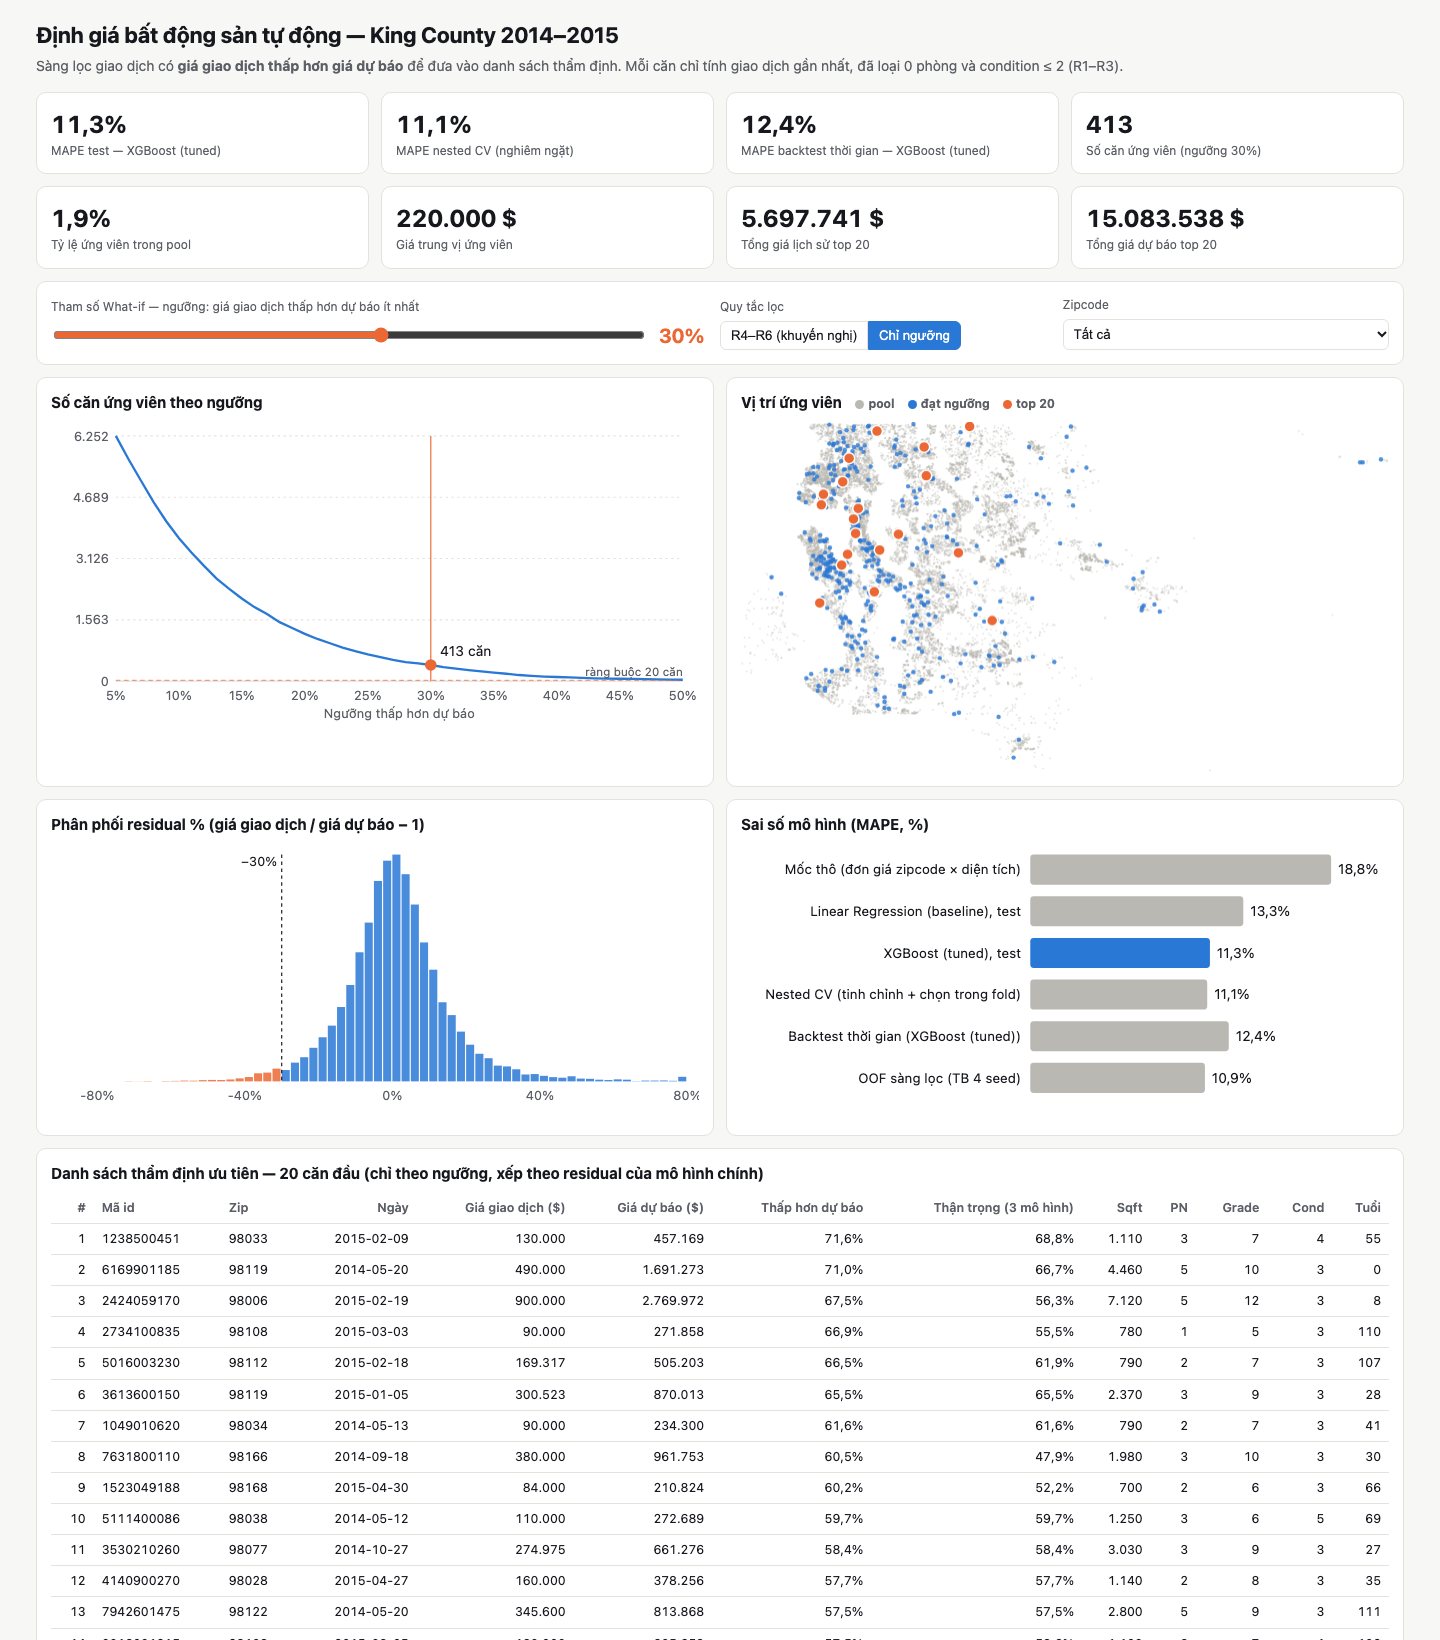 Định giá bất động sản tự động — King County 2014–2015
Sàng lọc giao dịch có giá giao dịch thấp hơn giá dự báo để đưa vào danh sách thẩm định. Mỗi căn chỉ tính giao dịch gần nhất, đã loại 0 phòng và condition ≤ 2 (R1–R3).
11,3%
MAPE test — XGBoost (tuned)
11,1%
MAPE nested CV (nghiêm ngặt)
12,4%
MAPE backtest thời gian — XGBoost (tuned)
413
Số căn ứng viên (ngưỡng 30%)
1,9%
Tỷ lệ ứng viên trong pool
220.000 $
Giá trung vị ứng viên
5.697.741 $
Tổng giá lịch sử top 20
15.083.538 $
Tổng giá dự báo top 20
Tham số What-if — ngưỡng: giá giao dịch thấp hơn dự báo ít nhất
30%
Quy tắc lọc
R4–R6 (khuyến nghị) Chỉ ngưỡng
Zipcode
Tất cả
Số căn ứng viên theo ngưỡng
6.252
4.689
3.126
1.563
0
413 căn
ràng buộc 20 căn
5% 10% 15% 20% 25% 30% 35% 40% 45% 50%
Ngưỡng thấp hơn dự báo
Vị trí ứng viên pool đạt ngưỡng top 20
Phân phối residual % (giá giao dịch / giá dự báo − 1)
−30%
-80% -40% 0% 40% 80%
Sai số mô hình (MAPE, %)
Mốc thô (đơn giá zipcode × diện tích) 18,8%
Linear Regression (baseline), test 13,3%
XGBoost (tuned), test 11,3%
Nested CV (tinh chỉnh + chọn trong fold) 11,1%
Backtest thời gian (XGBoost (tuned)) 12,4%
OOF sàng lọc (TB 4 seed) 10,9%
Danh sách thẩm định ưu tiên — 20 căn đầu (chỉ theo ngưỡng, xếp theo residual của mô hình chính)
# Mã id Zip Ngày Giá giao dịch ($) Giá dự báo ($) Thấp hơn dự báo Thận trọng (3 mô hình) Sqft PN Grade Cond Tuổi
1 1238500451 98033 2015-02-09 130.000 457.169 71,6% 68,8% 1.110 3 7 4 55
2 6169901185 98119 2014-05-20 490.000 1.691.273 71,0% 66,7% 4.460 5 10 3 0
3 2424059170 98006 2015-02-19 900.000 2.769.972 67,5% 56,3% 7.120 5 12 3 8
4 2734100835 98108 2015-03-03 90.000 271.858 66,9% 55,5% 780 1 5 3 110
5 5016003230 98112 2015-02-18 169.317 505.203 66,5% 61,9% 790 2 7 3 107
6 3613600150 98119 2015-01-05 300.523 870.013 65,5% 65,5% 2.370 3 9 3 28
7 1049010620 98034 2014-05-13 90.000 234.300 61,6% 61,6% 790 2 7 3 41
8 7631800110 98166 2014-09-18 380.000 961.753 60,5% 47,9% 1.980 3 10 3 30
9 1523049188 98168 2015-04-30 84.000 210.824 60,2% 52,2% 700 2 6 3 66
10 5111400086 98038 2014-05-12 110.000 272.689 59,7% 59,7% 1.250 3 6 5 69
11 3530210260 98077 2014-10-27 274.975 661.276 58,4% 58,4% 3.030 3 9 3 27
12 4140900270 98028 2015-04-27 160.000 378.256 57,7% 57,7% 1.140 2 8 3 35
13 7942601475 98122 2014-05-20 345.600 813.868 57,5% 57,5% 2.800 5 9 3 111